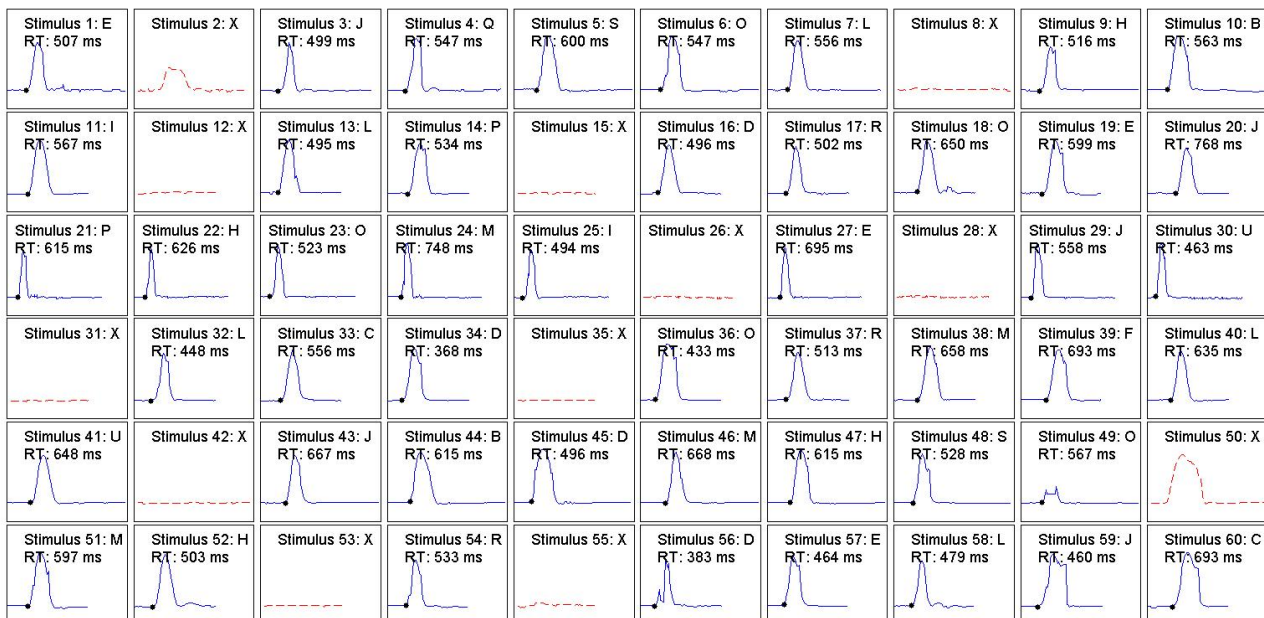 Stimulus 1: E
RT: 507 ms
Stimulus 2: X
Stimulus 3: J
RT: 499 ms
Stimulus 4: Q
RT: 547 ms
Stimulus 5: S
RT: 600 ms
Stimulus 6: O
RT: 547 ms
Stimulus 7: L
RT: 556 ms
Stimulus 8: X
Stimulus 9: H
RT: 516 ms
Stimulus 10: B
RT: 563 ms
Stimulus 11: I
RT: 567 ms
Stimulus 12: X
Stimulus 13: L
RT: 495 ms
Stimulus 14: P
RT: 534 ms
Stimulus 15: X
Stimulus 16: D
RT: 496 ms
Stimulus 17: R
RT: 502 ms
Stimulus 18: O
RT: 650 ms
Stimulus 19: E
RT: 599 ms
Stimulus 20: J
RT: 768 ms
Stimulus 21: P
RT: 615 ms
Stimulus 22: H
RT: 626 ms
Stimulus 23: O
RT: 523 ms
Stimulus 24: M
RT: 748 ms
Stimulus 25: I
RT: 494 ms
Stimulus 26: X
Stimulus 27: E
RT: 695 ms
Stimulus 28: X
Stimulus 29: J
RT: 558 ms
Stimulus 30: U
RT: 463 ms
Stimulus 31: X
Stimulus 32: L
RT: 448 ms
Stimulus 33: C
RT: 556 ms
Stimulus 34: D
RT: 368 ms
Stimulus 35: X
Stimulus 36: O
RT: 433 ms
Stimulus 37: R
RT: 513 ms
Stimulus 38: M
RT: 658 ms
Stimulus 39: F
RT: 693 ms
Stimulus 40: L
RT: 635 ms
Stimulus 41: U
RT: 648 ms
Stimulus 42: X
Stimulus 43: J
RT: 667 ms
Stimulus 44: B
RT: 615 ms
Stimulus 45: D
RT: 496 ms
Stimulus 46: M
RT: 668 ms
Stimulus 47: H
RT: 615 ms
Stimulus 48: S
RT: 528 ms
Stimulus 49: O
RT: 567 ms
Stimulus 50: X
Stimulus 51: M
RT: 597 ms
Stimulus 52: H
RT: 503 ms
Stimulus 53: X
Stimulus 54: R
RT: 533 ms
Stimulus 55: X
Stimulus 56: D
RT: 383 ms
Stimulus 57: E
RT: 464 ms
Stimulus 58: L
RT: 479 ms
Stimulus 59: J
RT: 460 ms
Stimulus 60: C
RT: 693 ms